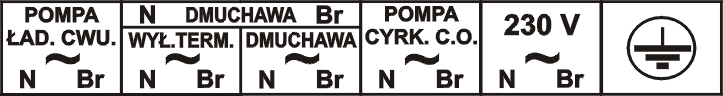 POMPA
ŁAD. CWU.
~
N Br
N DMUCHAWA Br
WYŁ.TERM.
~
N Br
DMUCHAWA
~
N Br
POMPA
CYRK. C.O.
~
N Br
230 V
~
N Br